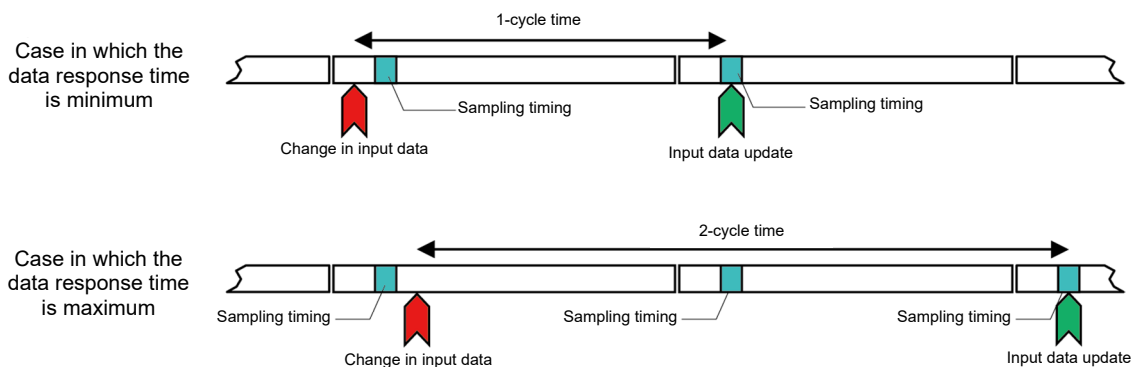 1-cycle time
Case in which the
data response time
is minimum
Sampling timing
Sampling timing
Change in input data
Input data update
2-cycle time
Case in which the
data response time
is maximum
Sampling timing
Sampling timing
Sampling timing
Change in input data
Input data update